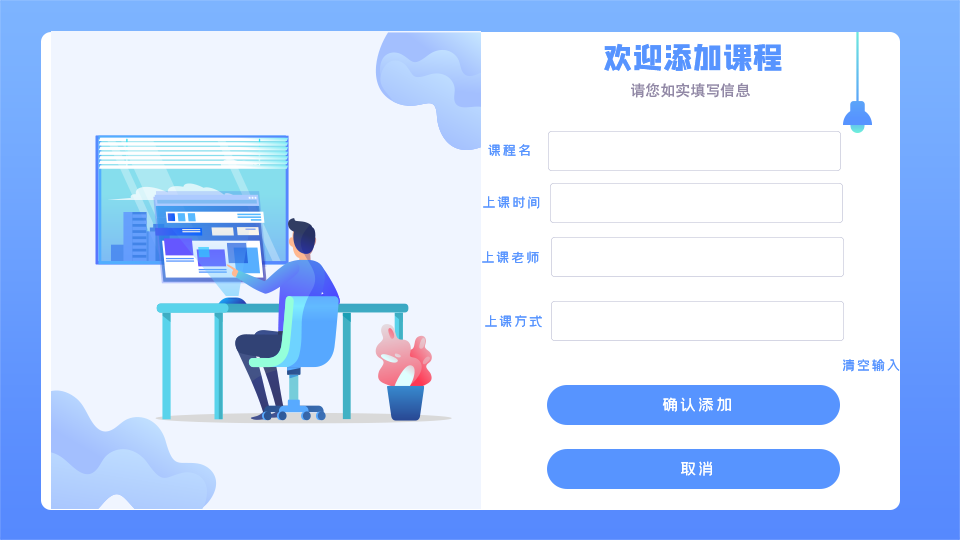 欢迎添加课程
请您如实填写信息
课程名
上课时间
上课老师
上课方式
清空输入
确认添加
取消